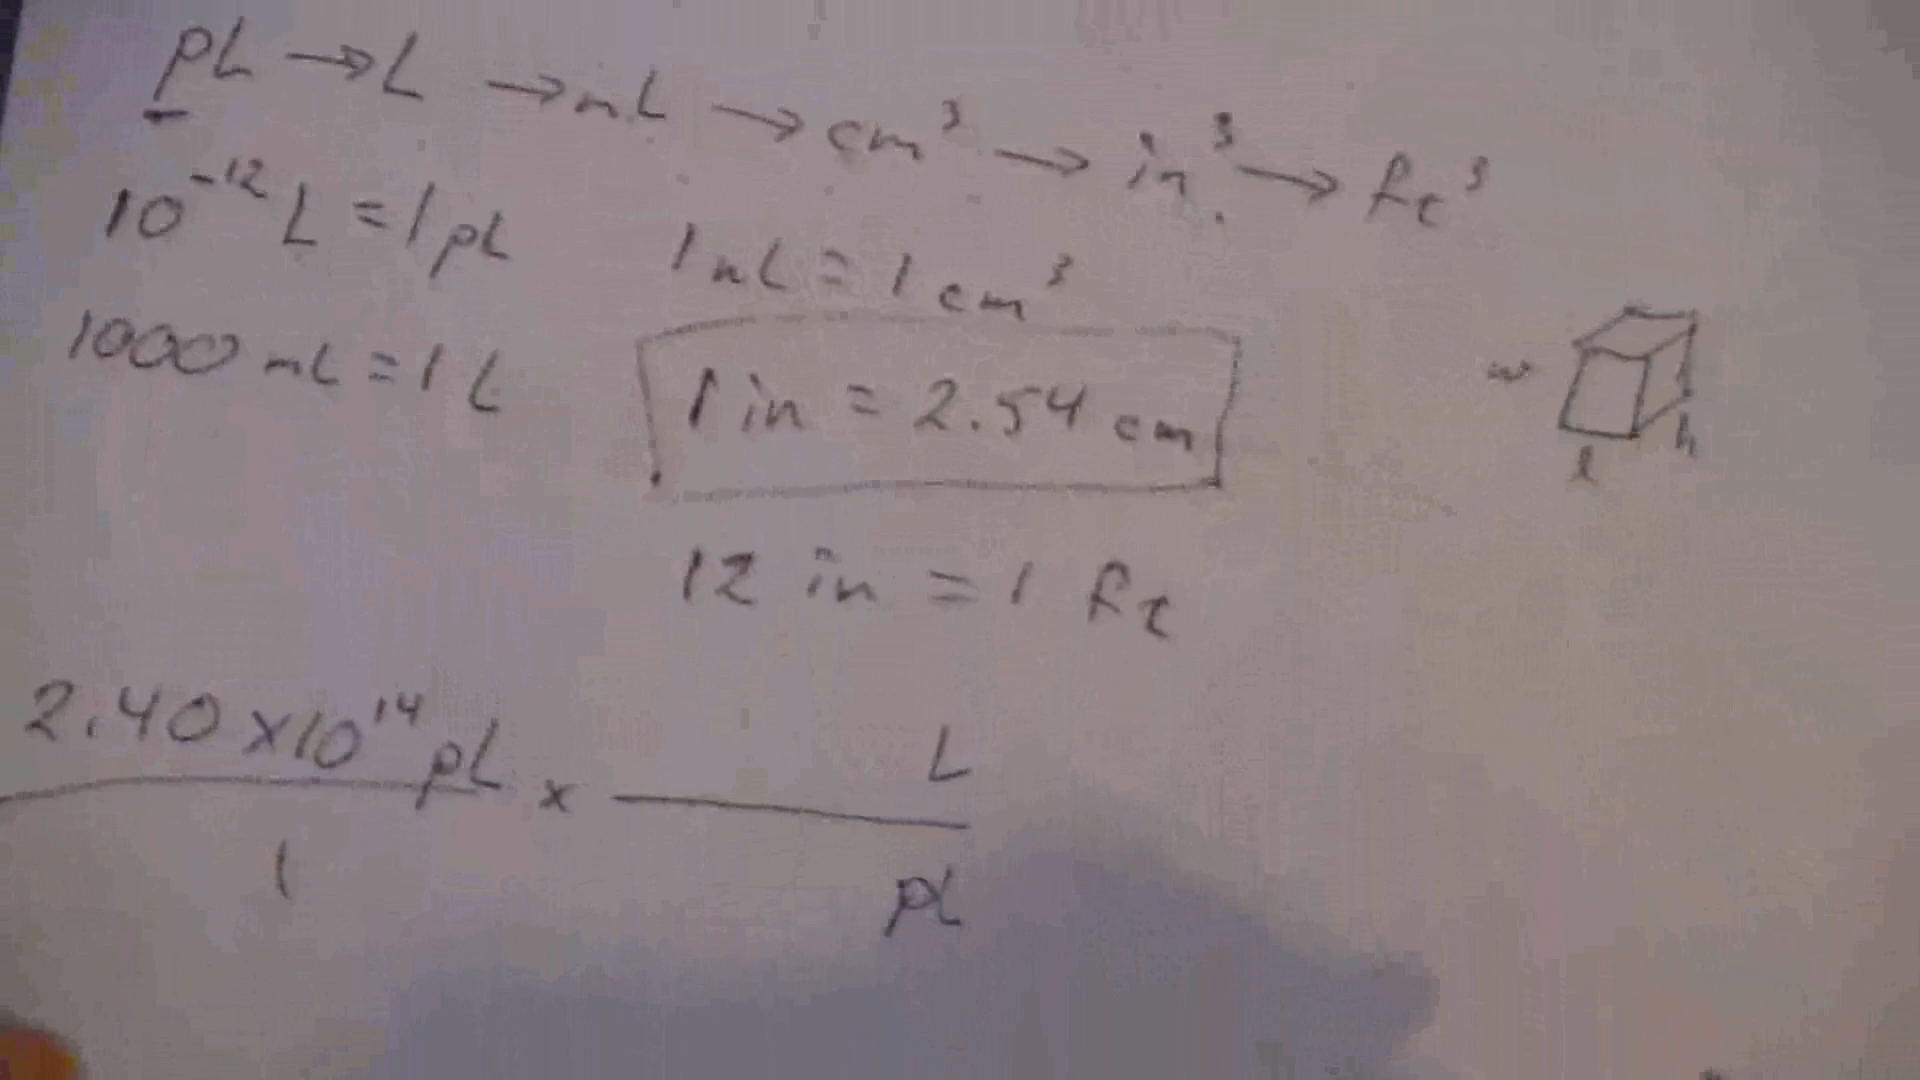 pL → L → mL → cm³ → in³ → ft³
10⁻¹² L = 1 pL
1 mL = 1 cm³
1000 mL = 1 L
1 in = 2.54 cm
w
h
l
12 in = 1 ft
2.40 x10¹⁴ pL x L
1 pL